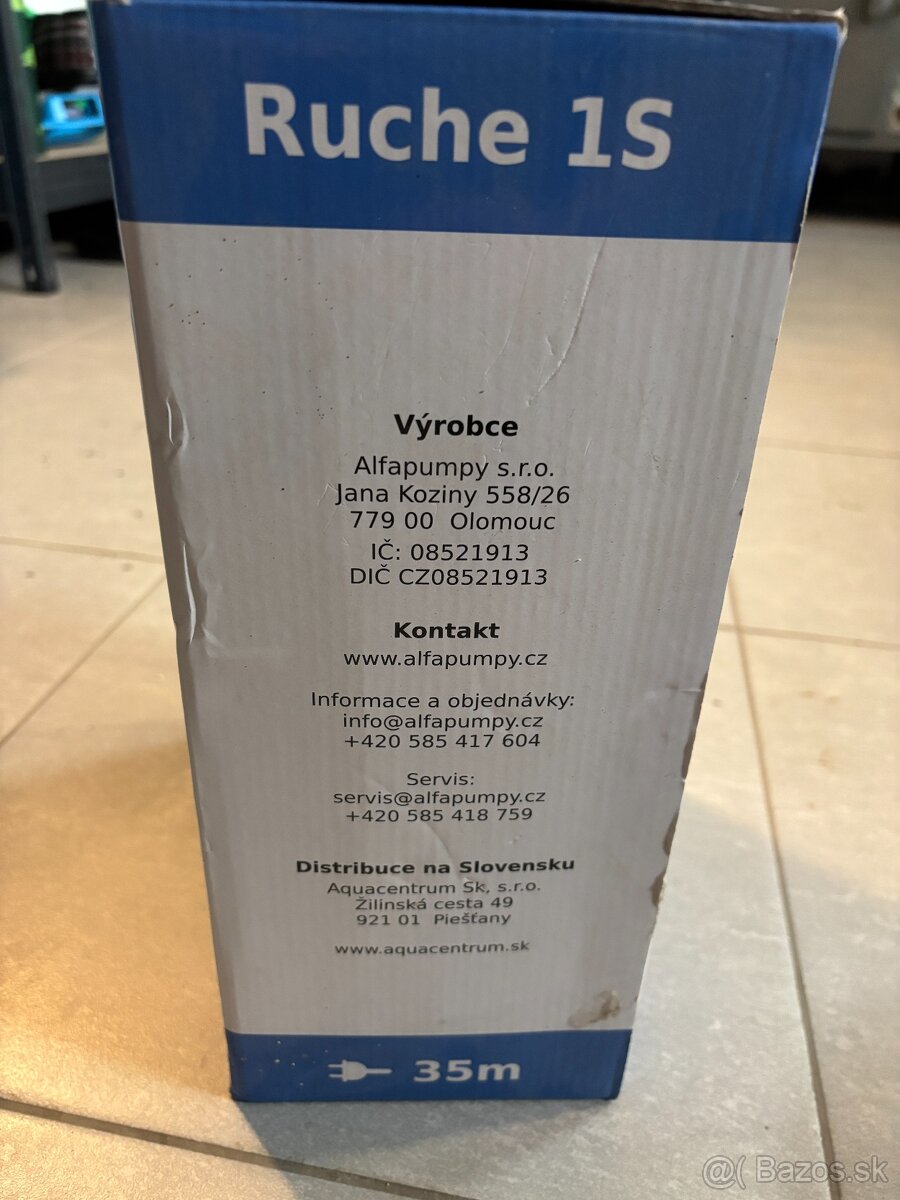 Ruche 1S
Výrobce
Alfapumpy s.r.o.
Jana Koziny 558/26
779 00 Olomouc
IČ: 08521913
DIČ CZ08521913
Kontakt
www.alfapumpy.cz
Informace a objednávky:
info@alfapumpy.cz
+420 585 417 604
Servis:
servis@alfapumpy.cz
+420 585 418 759
Distribuce na Slovensku
Aquacentrum Sk, s.r.o.
Žilinská cesta 49
921 01 Piešťany
www.aquacentrum.sk
35m
@( Bazos.sk